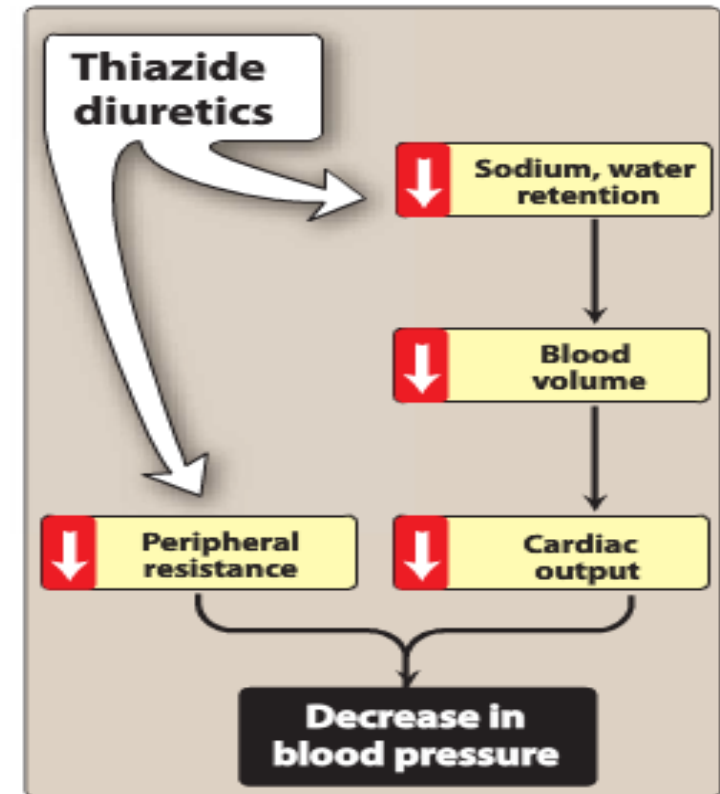 Thiazide
diuretics
Sodium, water
retention
Blood
volume
Peripheral
resistance
Cardiac
output
Decrease in
blood pressure